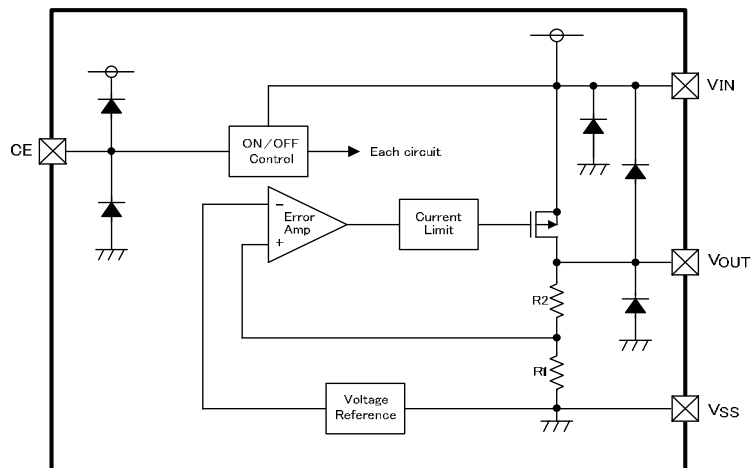 VIN
CE
ON/OFF
Control
Each circuit
−
Error
Amp
+
Current
Limit
VOUT
R2
R1
Voltage
Reference
VSS